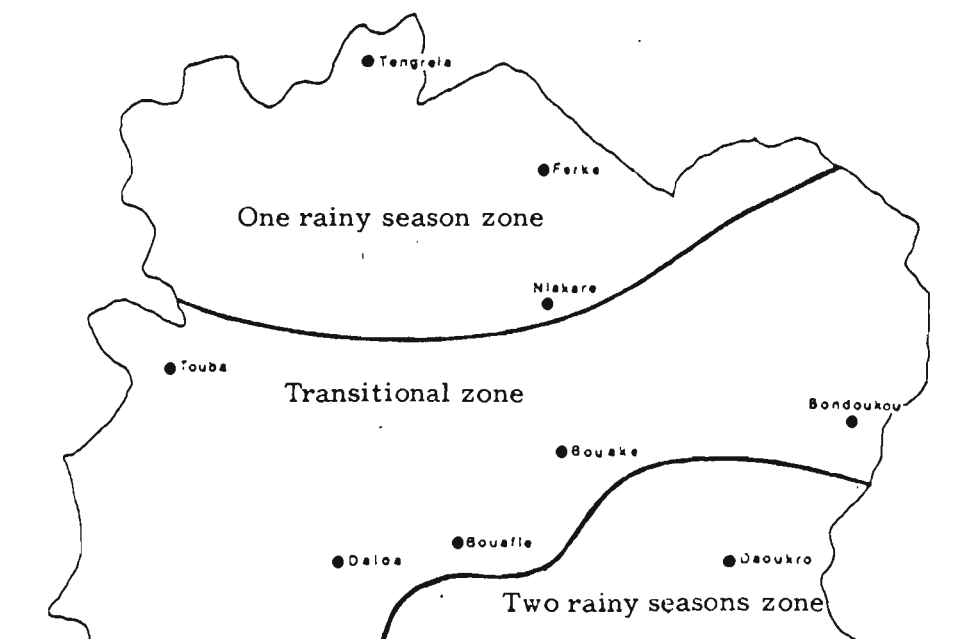 Tengrela
Ferke
One rainy season zone
Niakare
Touba
Transitional zone
Bondoukou
Bouake
Bouafle
Daloa
Daoukro
Two rainy seasons zone